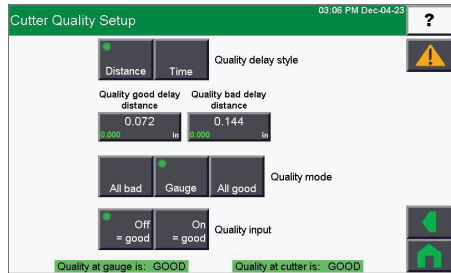 03:06 PM Dec-04-23
Cutter Quality Setup
?
Distance Time Quality delay style
Quality good delay distance Quality bad delay distance
0.072 0.144
0.000 in 0.000 in
All bad Gauge All good Quality mode
Off = good On = good Quality input
Quality at gauge is: GOOD Quality at cutter is: GOOD